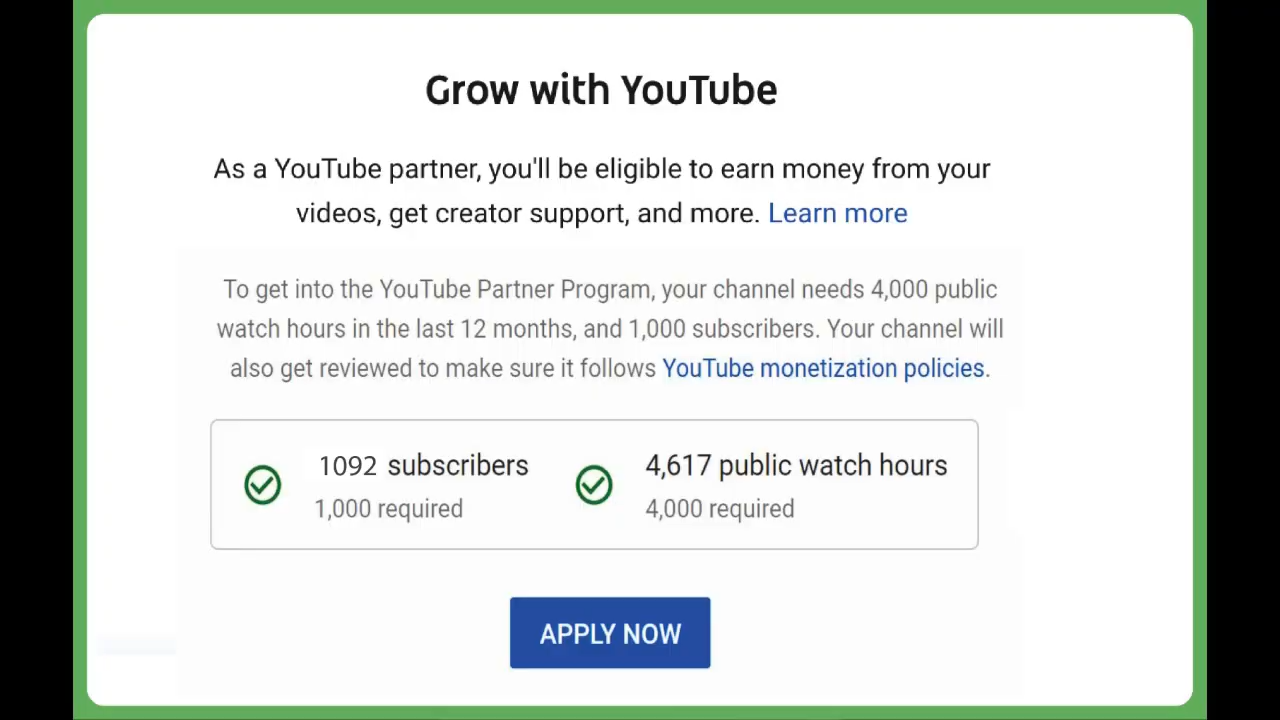 Grow with YouTube
As a YouTube partner, you'll be eligible to earn money from your
videos, get creator support, and more. Learn more
To get into the YouTube Partner Program, your channel needs 4,000 public
watch hours in the last 12 months, and 1,000 subscribers. Your channel will
also get reviewed to make sure it follows YouTube monetization policies.
1092 subscribers
1,000 required
4,617 public watch hours
4,000 required
APPLY NOW